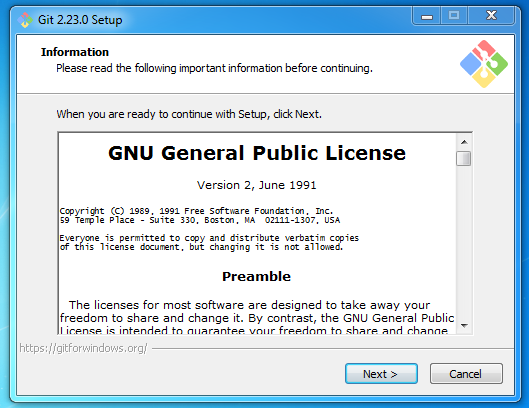 Git 2.23.0 Setup
Information
Please read the following important information before continuing.
When you are ready to continue with Setup, click Next.
GNU General Public License
Version 2, June 1991
Copyright (C) 1989, 1991 Free Software Foundation, Inc.
59 Temple Place - Suite 330, Boston, MA  02111-1307, USA
Everyone is permitted to copy and distribute verbatim copies
of this license document, but changing it is not allowed.
Preamble
The licenses for most software are designed to take away your
freedom to share and change it. By contrast, the GNU General Public
License is intended to guarantee your freedom to share and change
https://gitforwindows.org/
Next >
Cancel